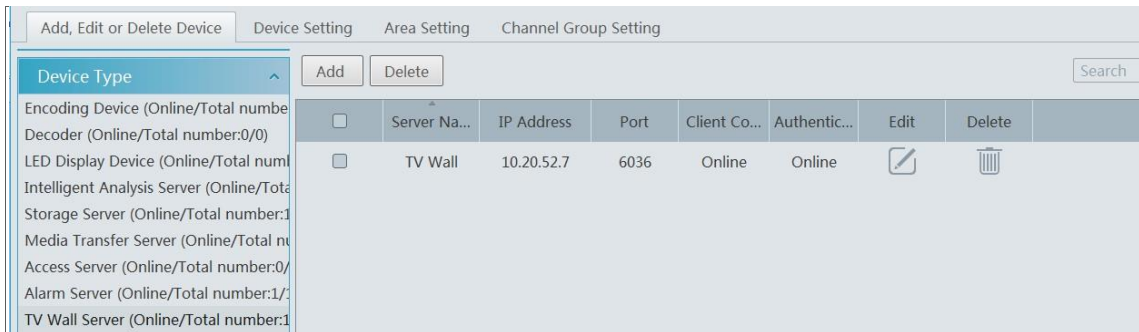 Add, Edit or Delete Device Device Setting Area Setting Channel Group Setting
Device Type Add Delete Search
Encoding Device (Online/Total numbe
Decoder (Online/Total number:0/0)
LED Display Device (Online/Total num
Intelligent Analysis Server (Online/Tota
Storage Server (Online/Total number:1
Media Transfer Server (Online/Total nu
Access Server (Online/Total number:0/
Alarm Server (Online/Total number:1/1
TV Wall Server (Online/Total number:1
Server Na... IP Address Port Client Co... Authentic... Edit Delete
TV Wall 10.20.52.7 6036 Online Online